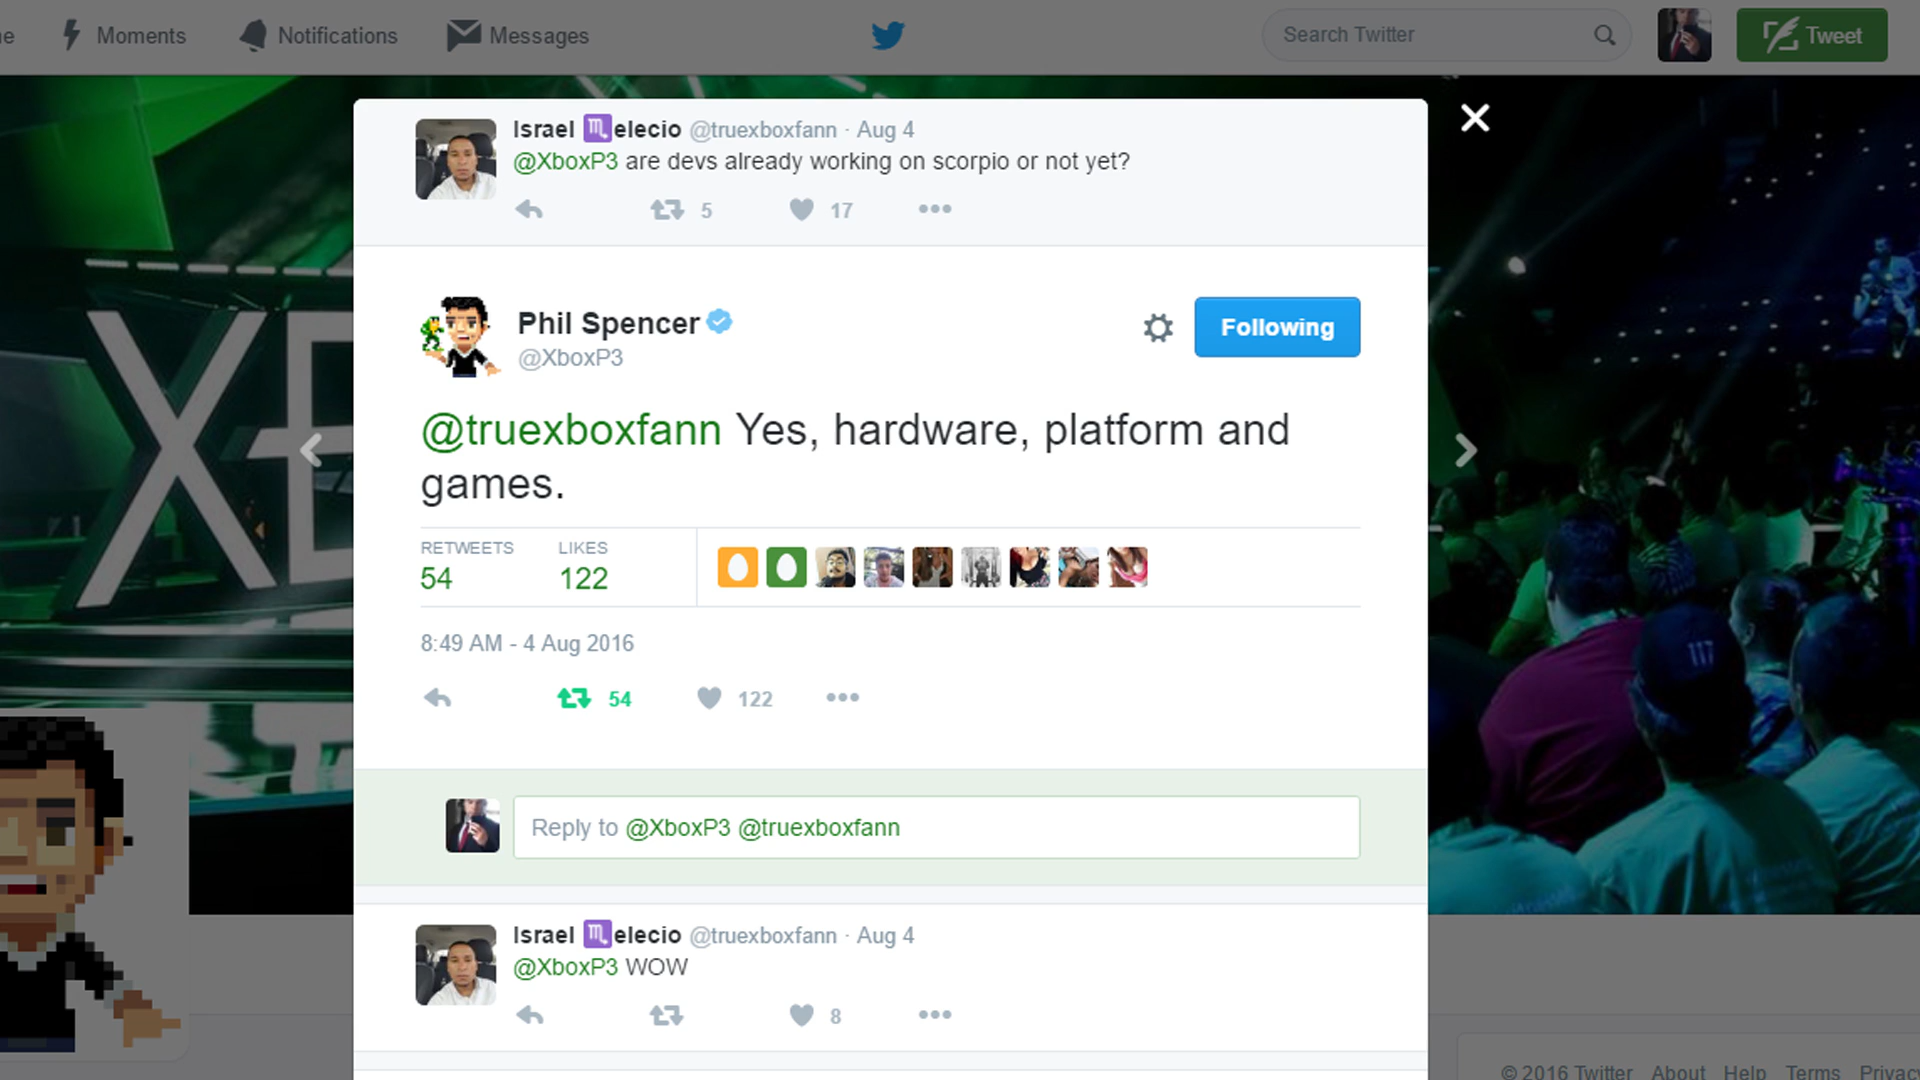 Moments
Notifications
Messages
Search Twitter
Tweet
Israel ♏elecio @truexboxfann · Aug 4
@XboxP3 are devs already working on scorpio or not yet?
5
17
Phil Spencer
@XboxP3
Following
@truexboxfann Yes, hardware, platform and
games.
RETWEETS
LIKES
54
122
8:49 AM - 4 Aug 2016
54
122
Reply to @XboxP3 @truexboxfann
Israel ♏elecio @truexboxfann · Aug 4
@XboxP3 WOW
8
117
© 2016 Twitter About Help Terms